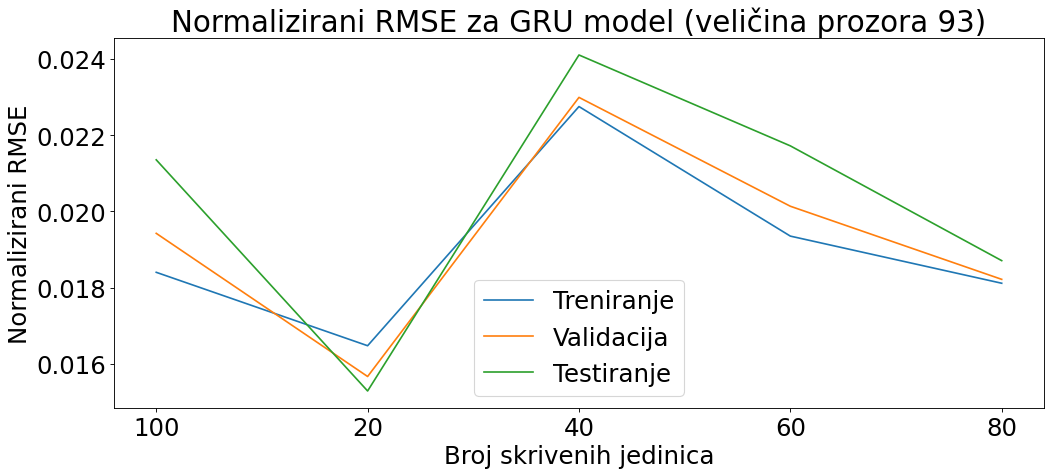 Normalizirani RMSE za GRU model (veličina prozora 93)
Normalizirani RMSE
0.024
0.022
0.020
0.018
0.016
Treniranje
Validacija
Testiranje
100 20 40 60 80
Broj skrivenih jedinica